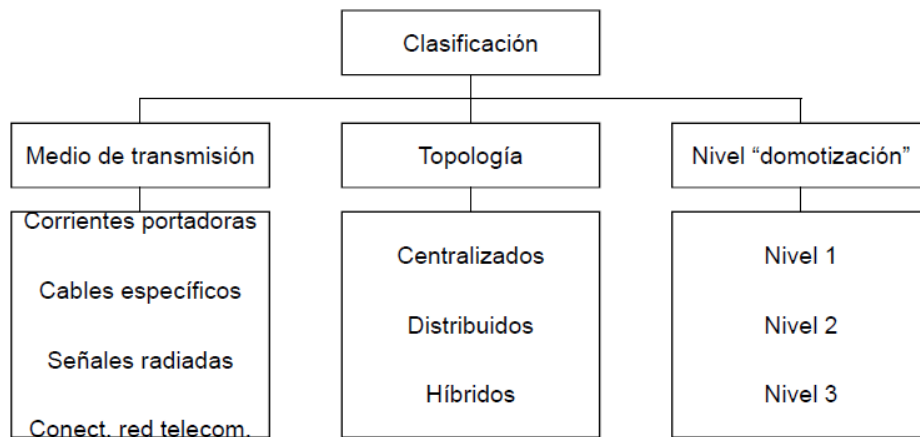 Clasificación
Medio de transmisión
Topología
Nivel “domotización”
Corrientes portadoras
Cables específicos
Señales radiadas
Conect. red telecom.
Centralizados
Distribuidos
Híbridos
Nivel 1
Nivel 2
Nivel 3